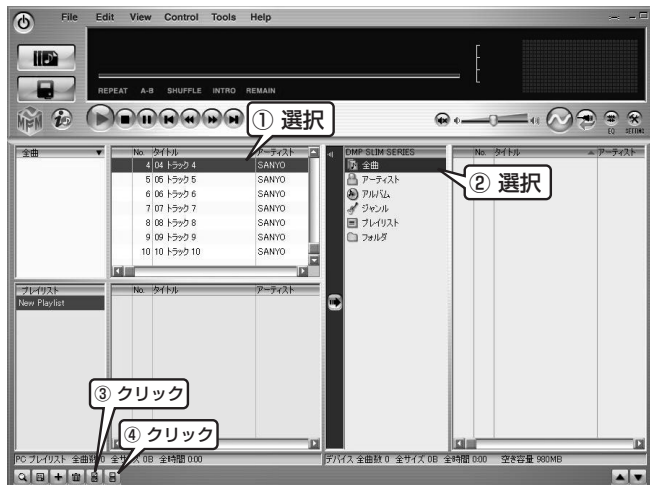 File Edit View Control Tools Help
REPEAT A-B SHUFFLE INTRO REMAIN
EQ SETTING
① 選択
② 選択
全曲 ▼
No. タイトル アーティスト
4 04 トラック 4 SANYO
5 05 トラック 5 SANYO
6 06 トラック 6 SANYO
7 07 トラック 7 SANYO
8 08 トラック 8 SANYO
9 09 トラック 9 SANYO
10 10 トラック 10 SANYO
DMP SLIM SERIES
全曲
アーティスト
アルバム
ジャンル
プレイリスト
フォルダ
No. タイトル アーティスト
プレイリスト
New Playlist
No. タイトル アーティスト
③ クリック
④ クリック
PC プレイリスト 全曲数 0 全サイズ 0B 全時間 0:00
デバイス 全曲数 0 全サイズ 0B 全時間 0:00 空き容量 980MB